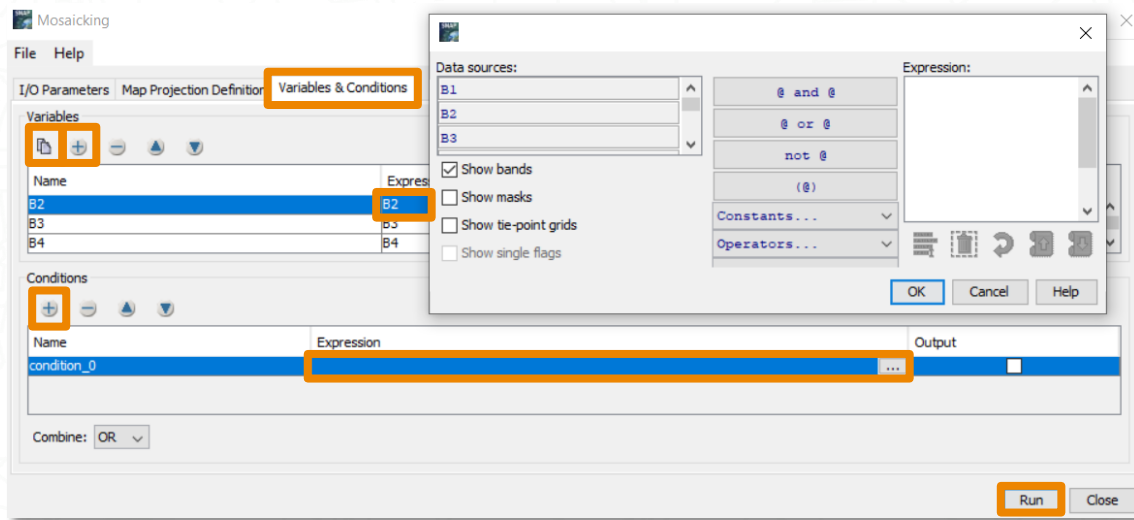 Mosaicking
File Help
I/O Parameters Map Projection Definition Variables & Conditions
Variables
Name
B2 B2
B3 B3
B4 B4
Data sources:
B1
B2
B3
Show bands
Show masks
Show tie-point grids
Show single flags
@ and @
@ or @
not @
(@)
Constants...
Operators...
Expression:
OK Cancel Help
Conditions
Name Expression Output
condition_0 ...
Combine: OR
Run Close